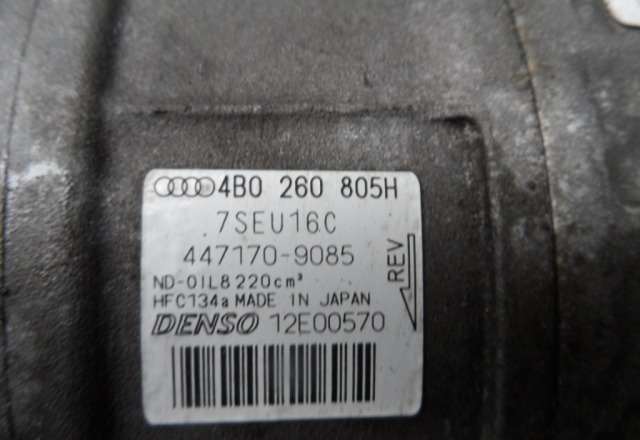 4B0 260 805H
7SEU16C
447170-9085
ND-OIL8 220cm³
HFC134a MADE IN JAPAN
DENSO 12E00570
REV